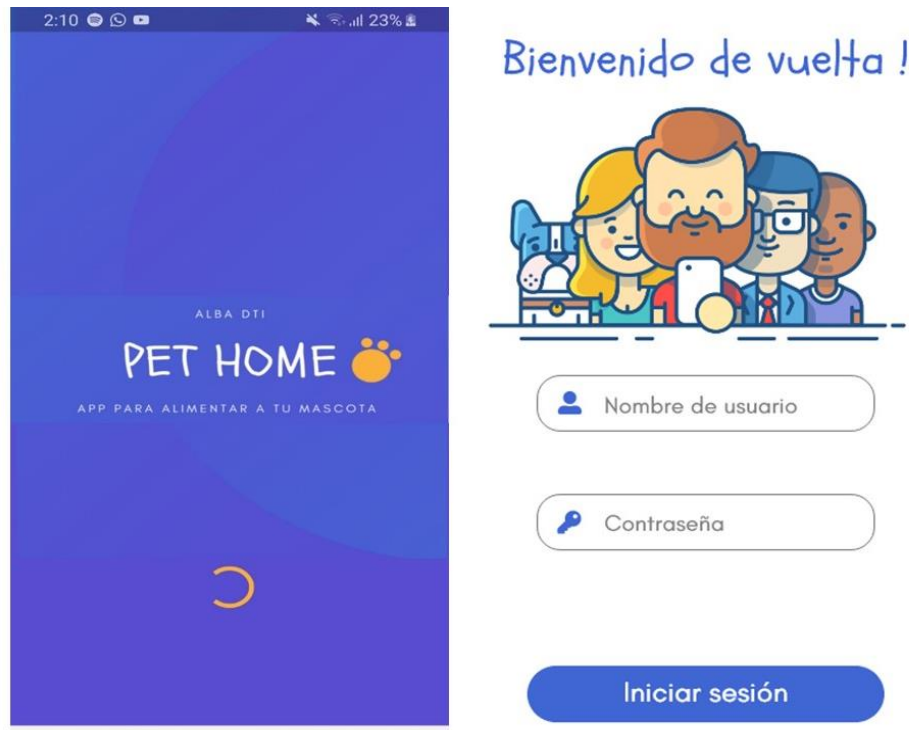 2:10 23%
ALBA DTI
PET HOME
APP PARA ALIMENTAR A TU MASCOTA
Bienvenido de vuelta !
Nombre de usuario
Contraseña
Iniciar sesión